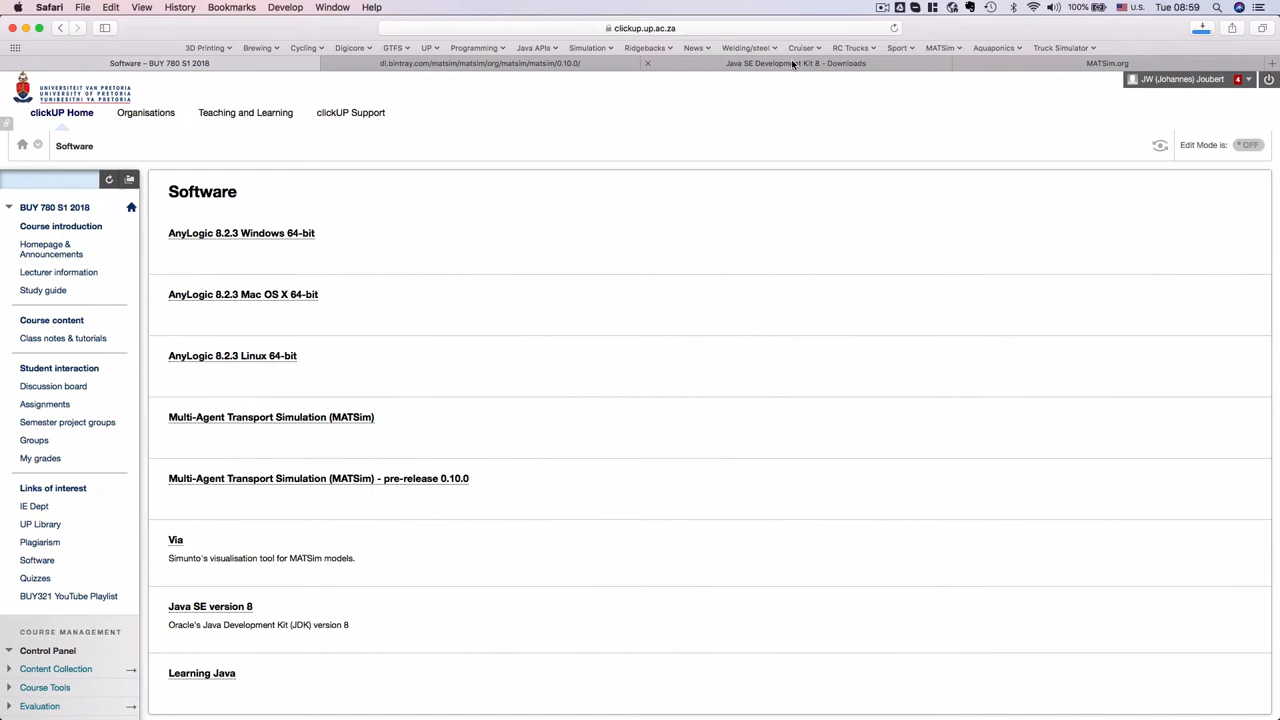 Safari File Edit View History Bookmarks Develop Window Help 100% U.S. Tue 08:59
clickup.up.ac.za
3D Printing Brewing Cycling Digicore GTFS UP Programming Java APIs Simulation Ridgebacks News Welding/steel Cruiser RC Trucks Sport MATSim Aquaponics Truck Simulator
Software – BUY 780 S1 2018 dl.bintray.com/matsim/matsim/org/matsim/matsim/0.10.0/ Java SE Development Kit 8 - Downloads MATSim.org
UNIVERSITEIT VAN PRETORIA
UNIVERSITY OF PRETORIA
YUNIBESITHI YA PRETORIA
JW (Johannes) Joubert 4
clickUP Home Organisations Teaching and Learning clickUP Support
Software
Edit Mode is: OFF
BUY 780 S1 2018
Course introduction
Homepage &
Announcements
Lecturer information
Study guide
Course content
Class notes & tutorials
Student interaction
Discussion board
Assignments
Semester project groups
Groups
My grades
Links of interest
IE Dept
UP Library
Plagiarism
Software
Quizzes
BUY321 YouTube Playlist
COURSE MANAGEMENT
Control Panel
Content Collection
Course Tools
Evaluation
Software
AnyLogic 8.2.3 Windows 64-bit
AnyLogic 8.2.3 Mac OS X 64-bit
AnyLogic 8.2.3 Linux 64-bit
Multi-Agent Transport Simulation (MATSim)
Multi-Agent Transport Simulation (MATSim) - pre-release 0.10.0
Via
Simunto's visualisation tool for MATSim models.
Java SE version 8
Oracle's Java Development Kit (JDK) version 8
Learning Java